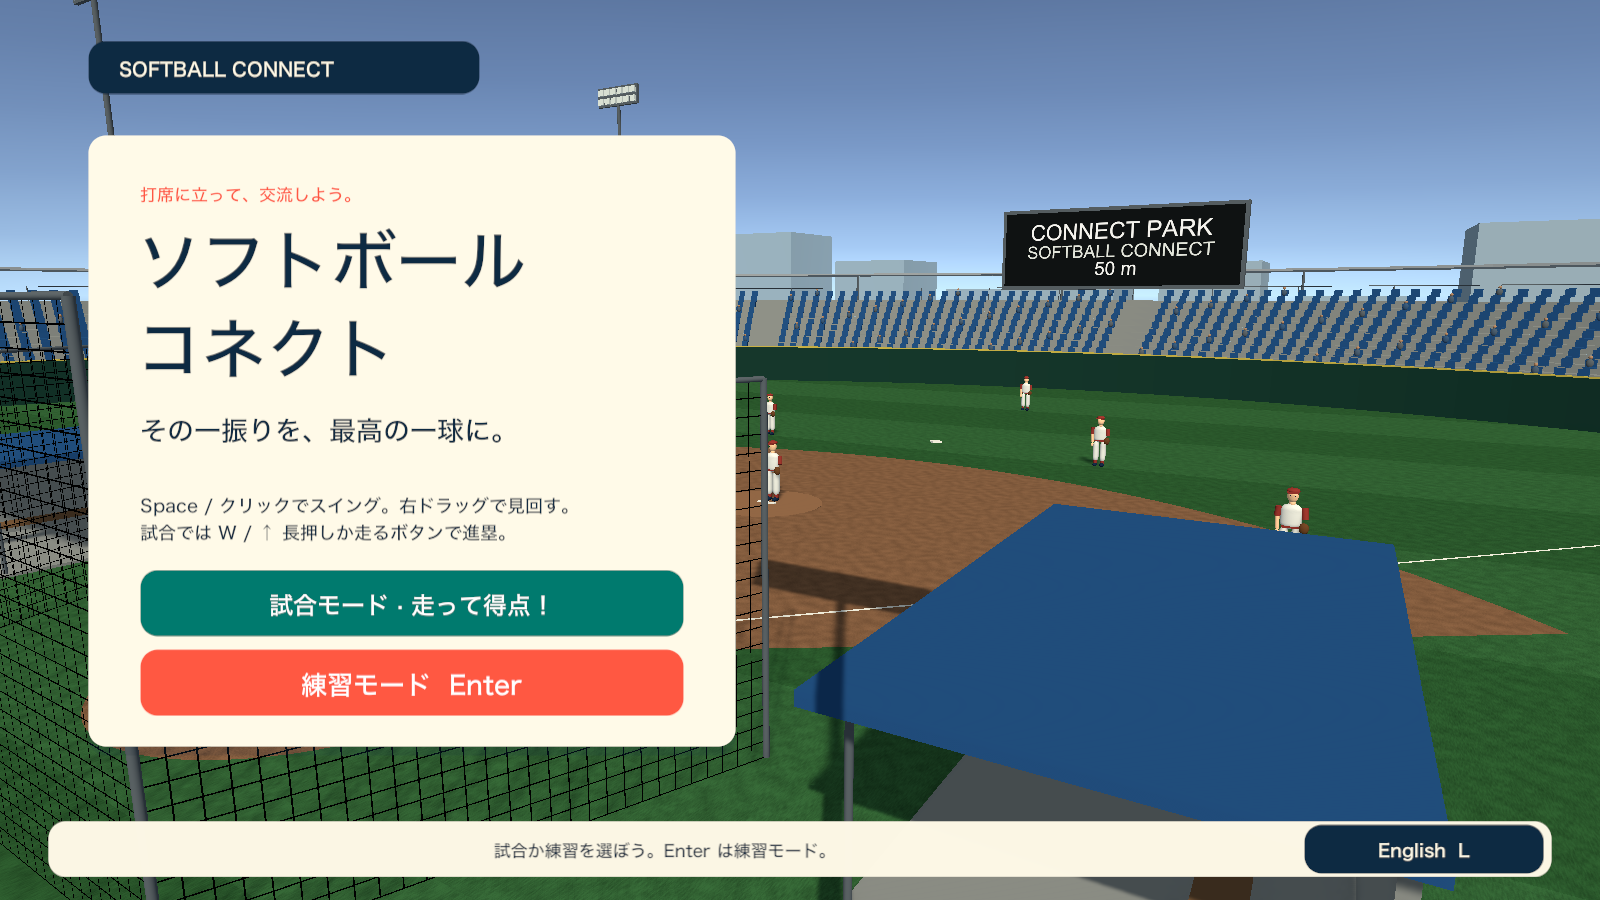 SOFTBALL CONNECT
打席に立って、交流しよう。
ソフトボール
コネクト
その一振りを、最高の一球に。
Space / クリックでスイング。右ドラッグで見回す。
試合では W / ↑ 長押しか走るボタンで進塁。
試合モード · 走って得点！
練習モード Enter
CONNECT PARK
SOFTBALL CONNECT
50 m
試合か練習を選ぼう。Enter は練習モード。
English L